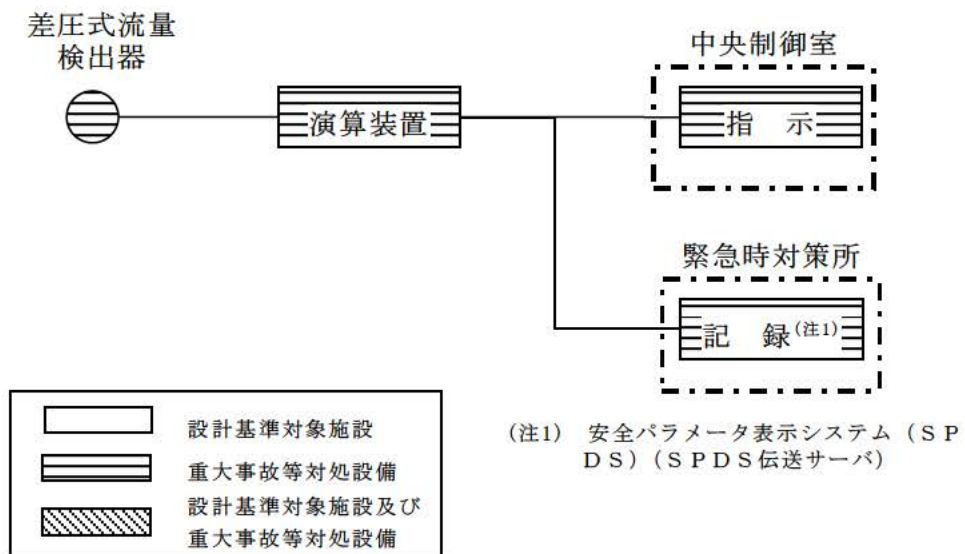 差圧式流量
検出器
中央制御室
演算装置
指　示
緊急時対策所
記　録(注1)
設計基準対象施設
重大事故等対処設備
設計基準対象施設及び
重大事故等対処設備
(注1)　安全パラメータ表示システム（ＳＰ
ＤＳ）（ＳＰＤＳ伝送サーバ）